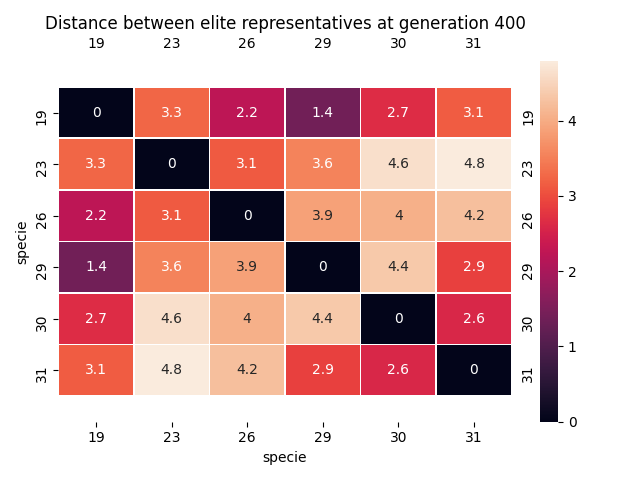 Distance between elite representatives at generation 400
19 23 26 29 30 31
19 0 3.3 2.2 1.4 2.7 3.1 19
4
23 3.3 0 3.1 3.6 4.6 4.8 23
3
26 2.2 3.1 0 3.9 4 4.2 26
specie
2
29 1.4 3.6 3.9 0 4.4 2.9 29
30 2.7 4.6 4 4.4 0 2.6 30
1
31 3.1 4.8 4.2 2.9 2.6 0 31
0
19 23 26 29 30 31
specie